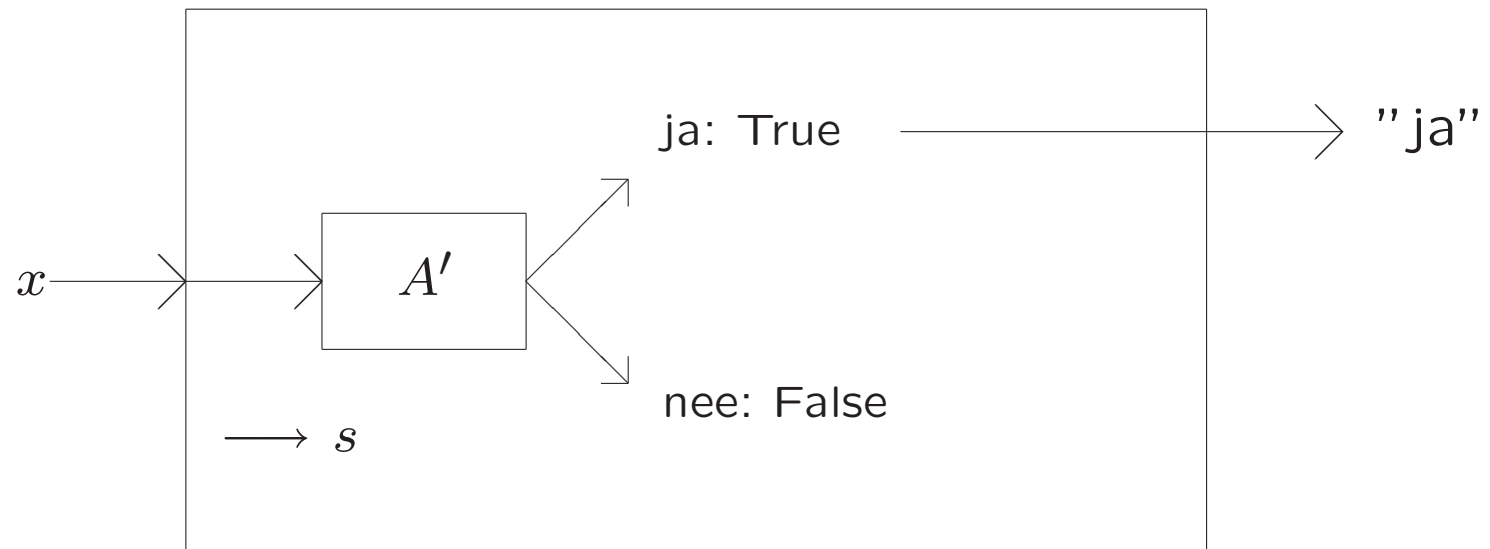 ja: True
"ja"
x
A′
nee: False
s